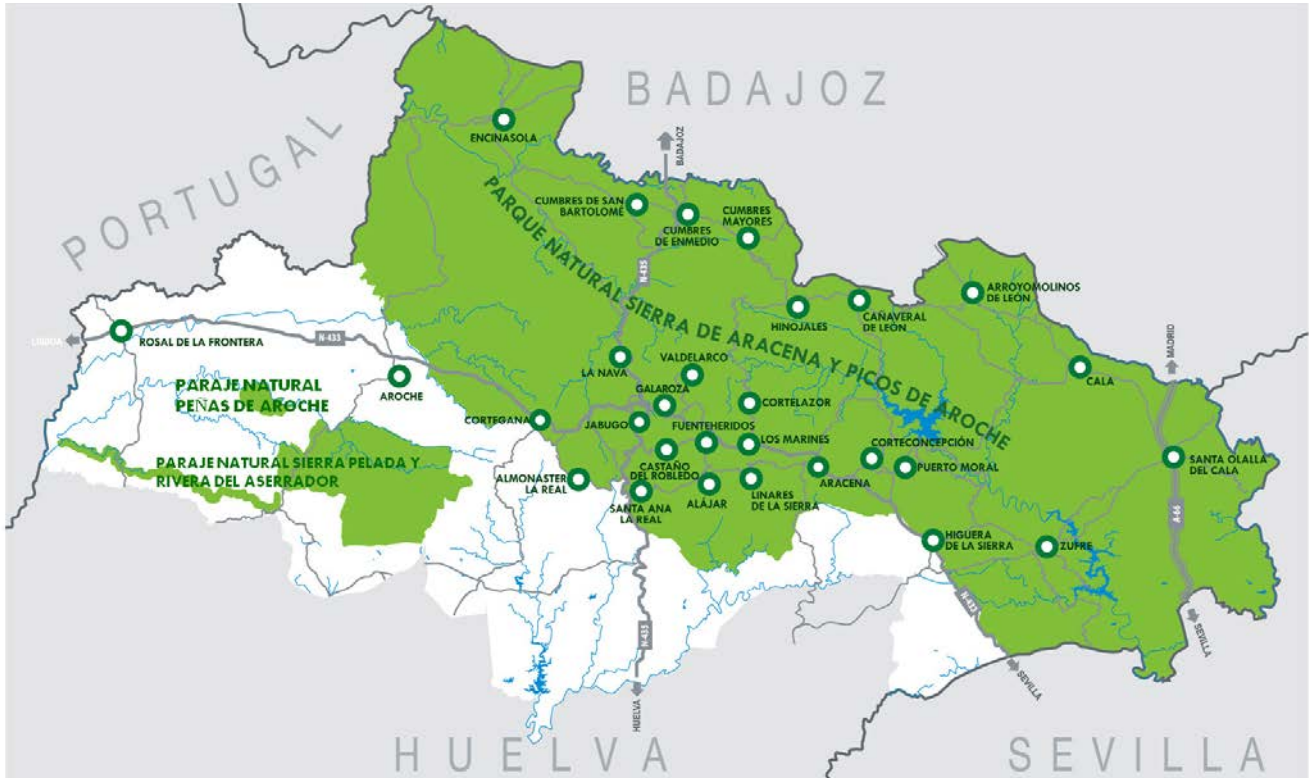 BADAJOZ
PORTUGAL
BADAJOZ
ENCINASOLA
PARQUE NATURAL SIERRA DE ARACENA Y PICOS DE AROCHE
CUMBRES DE SAN
BARTOLOMÉ
CUMBRES
DE ENMEDIO
CUMBRES
MAYORES
N-435
ARROYOMOLINOS
DE LEÓN
HINOJALES
CAÑAVERAL
DE LEÓN
MADRID
LISBOA
ROSAL DE LA FRONTERA
N-433
LA NAVA
VALDELARCO
CALA
PARAJE NATURAL
PEÑAS DE AROCHE
AROCHE
GALAROZA
CORTELAZOR
CORTEGANA
JABUGO
FUENTEHERIDOS
LOS MARINES
CORTECONCEPCIÓN
PARAJE NATURAL SIERRA PELADA Y
RIVERA DEL ASERRADOR
ALMONASTER
LA REAL
CASTAÑO
DEL ROBLEDO
ARACENA
PUERTO MORAL
SANTA OLALLA
DEL CALA
SANTA ANA
LA REAL
ALÁJAR
LINARES
DE LA SIERRA
A-66
HIGUERA
DE LA SIERRA
ZUFRE
N-435
N-433
SEVILLA
SEVILLA
HUELVA
HUELVA
SEVILLA